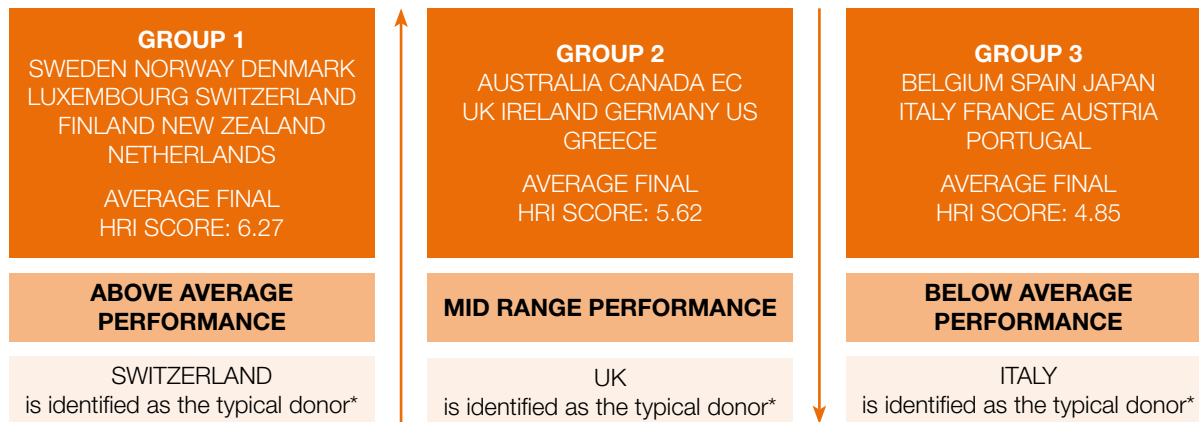 GROUP 1
SWEDEN NORWAY DENMARK
LUXEMBOURG SWITZERLAND
FINLAND NEW ZEALAND
NETHERLANDS
AVERAGE FINAL
HRI SCORE: 6.27
ABOVE AVERAGE
PERFORMANCE
SWITZERLAND
is identified as the typical donor*
GROUP 2
AUSTRALIA CANADA EC
UK IRELAND GERMANY US
GREECE
AVERAGE FINAL
HRI SCORE: 5.62
MID RANGE PERFORMANCE
UK
is identified as the typical donor*
GROUP 3
BELGIUM SPAIN JAPAN
ITALY FRANCE AUSTRIA
PORTUGAL
AVERAGE FINAL
HRI SCORE: 4.85
BELOW AVERAGE
PERFORMANCE
ITALY
is identified as the typical donor*